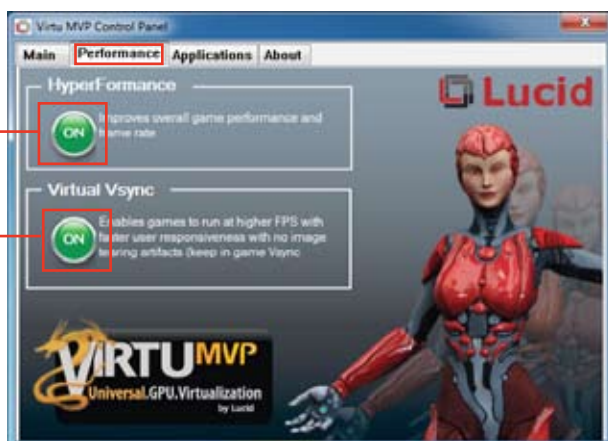 Virtu MVP Control Panel
Main Performance Applications About
HyperFormance
ON
Improves overall game performance and
frame rate
Virtual Vsync
ON
Enables games to run at higher FPS with
faster user responsiveness with no image
tearing artifacts (keep in game Vsync
Lucid
VIRTUMVP
Universal.GPU.Virtualization
by Lucid